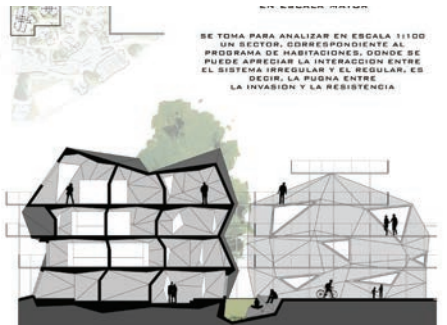 EN ESCALA MAYOR
SE TOMA PARA ANALIZAR EN ESCALA 1:100
UN SECTOR, CORRESPONDIENTE AL
PROGRAMA DE HABITACIONES, DONDE SE
PUEDE APRECIAR LA INTERACCION ENTRE
EL SISTEMA IRREGULAR Y EL REGULAR, ES
DECIR, LA PUGNA ENTRE
LA INVASION Y LA RESISTENCIA